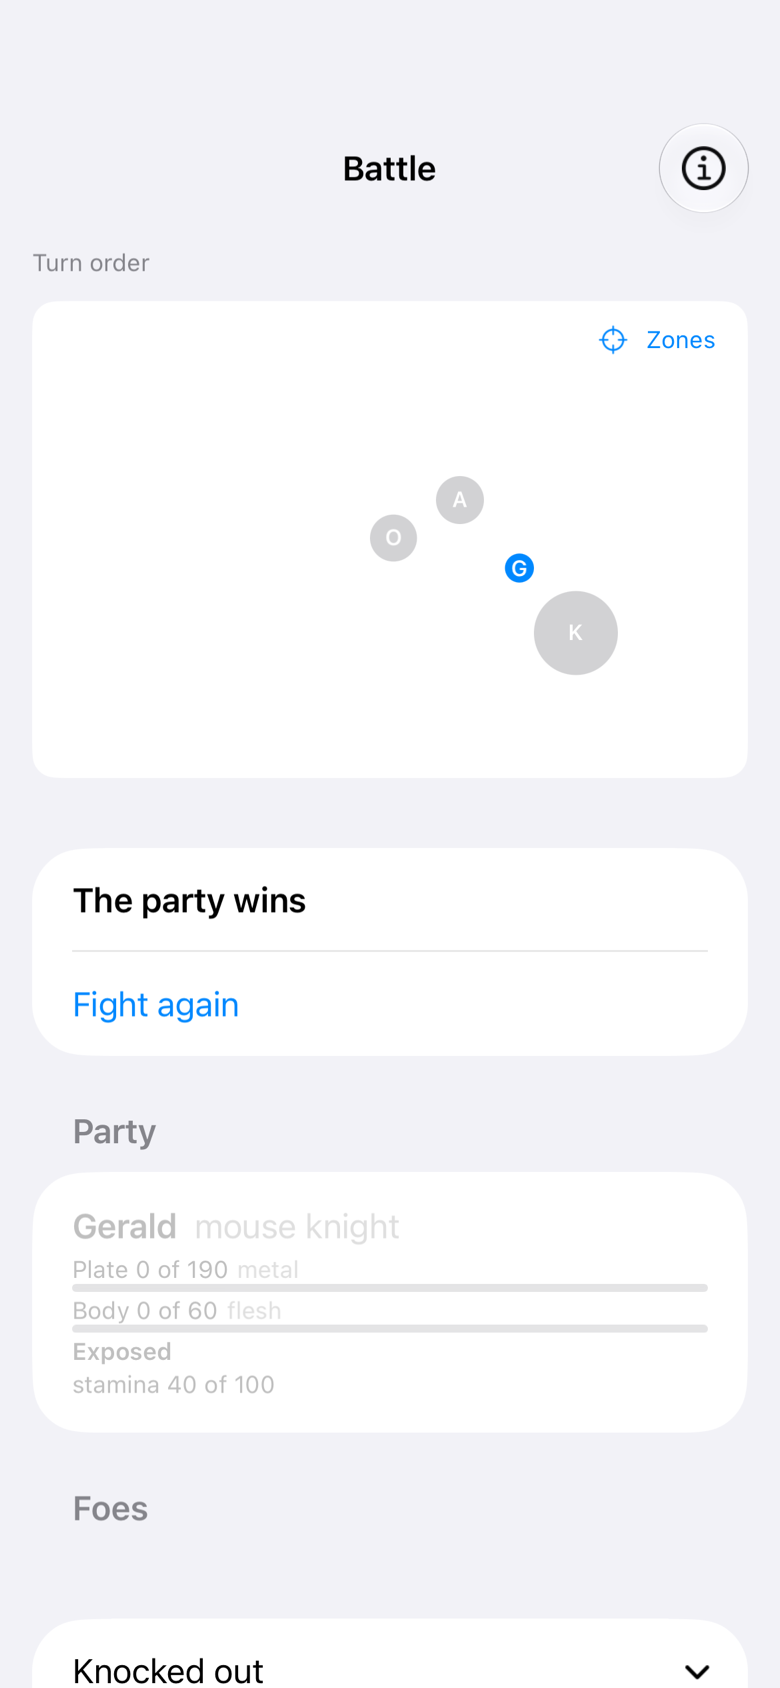 Battle
Turn order
Zones
A
O
G
K
The party wins
Fight again
Party
Gerald mouse knight
Plate 0 of 190 metal
Body 0 of 60 flesh
Exposed
stamina 40 of 100
Foes
Knocked out